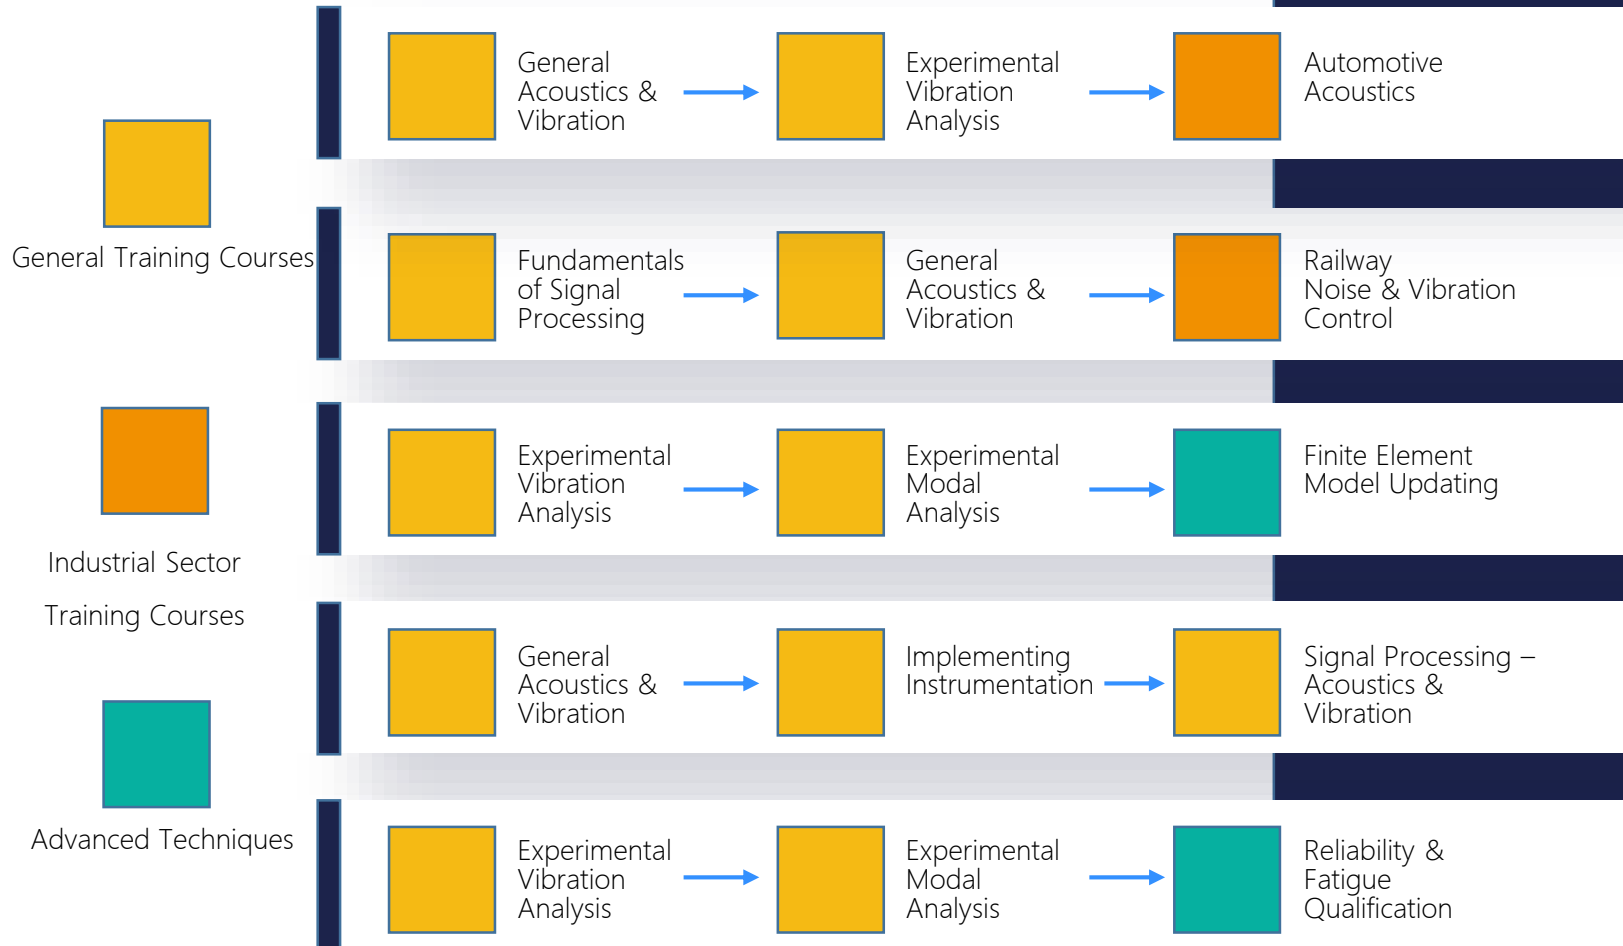 General Training Courses
Industrial Sector
Training Courses
Advanced Techniques
General
Acoustics &
Vibration
Experimental
Vibration
Analysis
Automotive
Acoustics
Fundamentals
of Signal
Processing
General
Acoustics &
Vibration
Railway
Noise & Vibration
Control
Experimental
Vibration
Analysis
Experimental
Modal
Analysis
Finite Element
Model Updating
General
Acoustics &
Vibration
Implementing
Instrumentation
Signal Processing –
Acoustics &
Vibration
Experimental
Vibration
Analysis
Experimental
Modal
Analysis
Reliability &
Fatigue
Qualification